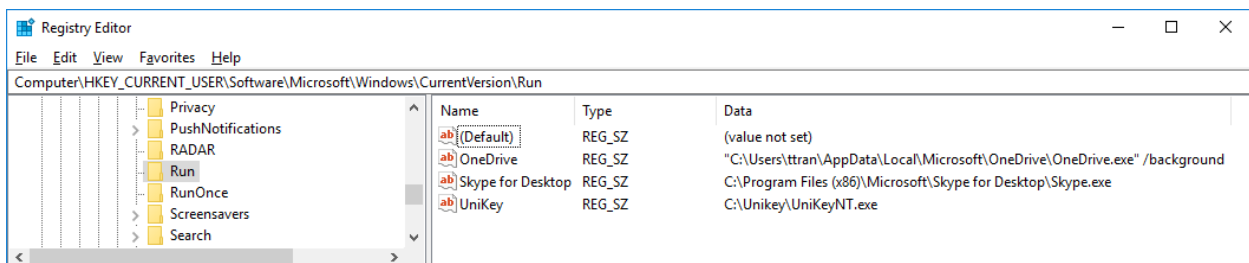 Registry Editor
File Edit View Favorites Help
Computer\HKEY_CURRENT_USER\Software\Microsoft\Windows\CurrentVersion\Run
Privacy
PushNotifications
RADAR
Run
RunOnce
Screensavers
Search
Name Type Data
(Default) REG_SZ (value not set)
OneDrive REG_SZ "C:\Users\ttran\AppData\Local\Microsoft\OneDrive\OneDrive.exe" /background
Skype for Desktop REG_SZ C:\Program Files (x86)\Microsoft\Skype for Desktop\Skype.exe
UniKey REG_SZ C:\Unikey\UniKeyNT.exe